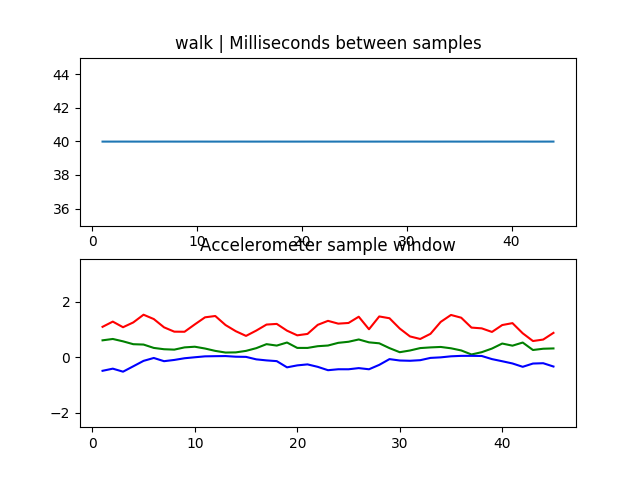 walk | Milliseconds between samples
44
42
40
38
36
0 10 20 30 40
Accelerometer sample window
2
0
−2
0 10 20 30 40